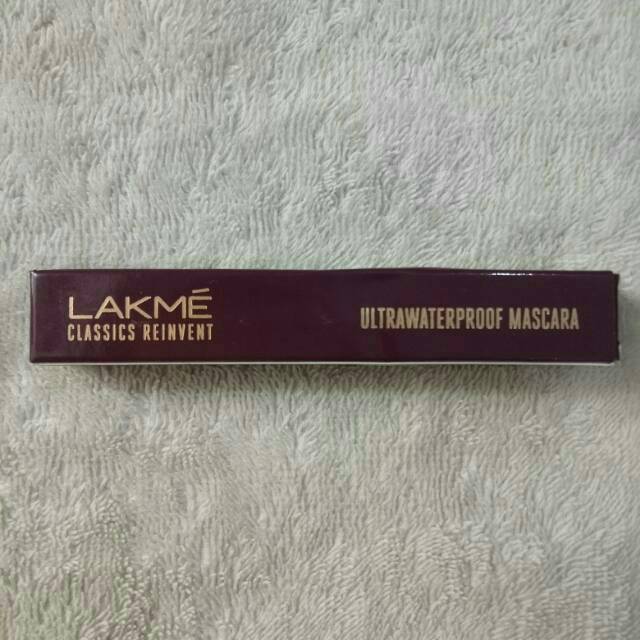 LAKMÉ
CLASSICS REINVENT
ULTRAWATERPROOF MASCARA